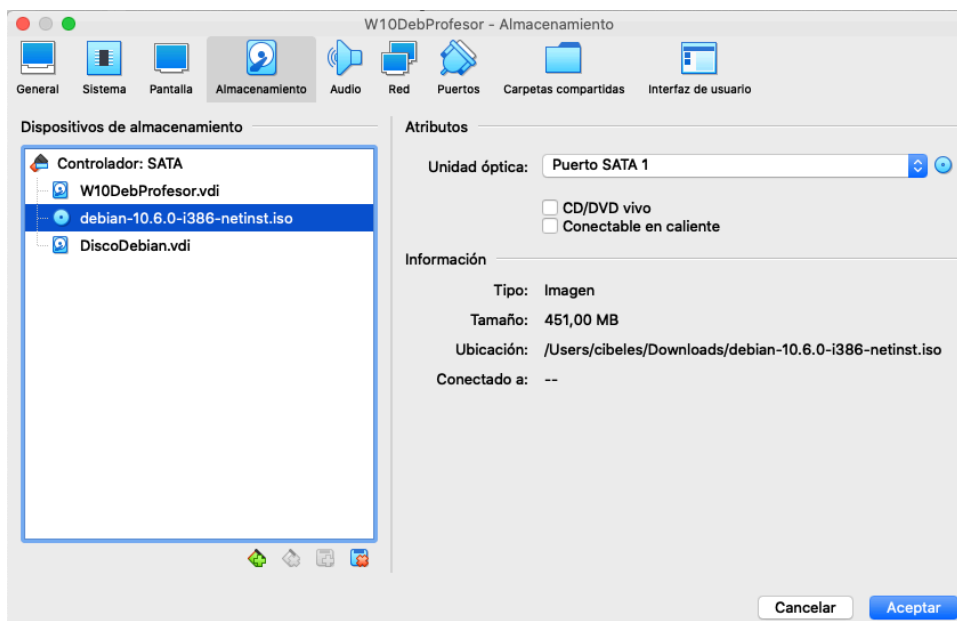 W10DebProfesor - Almacenamiento
General Sistema Pantalla Almacenamiento Audio Red Puertos Carpetas compartidas Interfaz de usuario
Dispositivos de almacenamiento
Controlador: SATA
W10DebProfesor.vdi
debian-10.6.0-i386-netinst.iso
DiscoDebian.vdi
Atributos
Unidad óptica: Puerto SATA 1
CD/DVD vivo
Conectable en caliente
Información
Tipo: Imagen
Tamaño: 451,00 MB
Ubicación: /Users/cibeles/Downloads/debian-10.6.0-i386-netinst.iso
Conectado a: --
Cancelar Aceptar